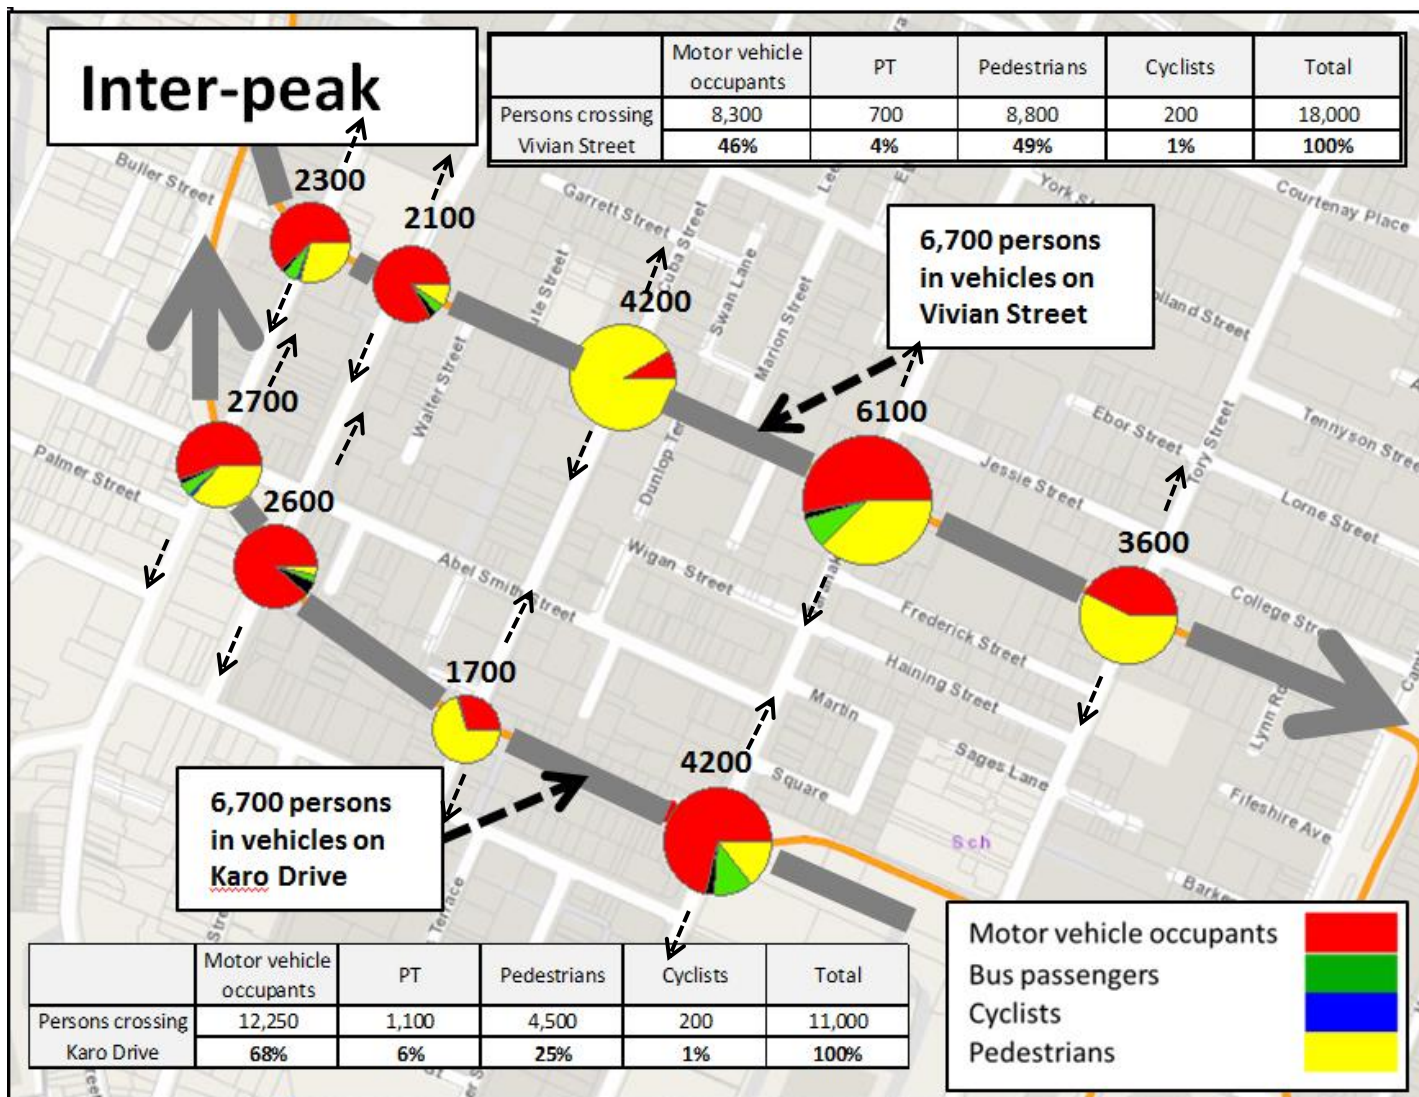 Inter-peak
Motor vehicle occupants PT Pedestrians Cyclists Total
Persons crossing 8,300 700 8,800 200 18,000
Vivian Street 46% 4% 49% 1% 100%
Buller Street
2300
2100
Garrett Street
Cuba Street
York
Courtenay Place
6,700 persons
in vehicles on
Vivian Street
4200
Swan Lane
Marion Street
Street
6100
2700
Walter Street
Dunlop
Ebor Street
Tory Street
Tennyson Street
Jessie Street
Lorne Street
Palmer Street
2600
Abel Smith Street
Wigan Street
3600
Frederick Street
College
Haining Street
1700
Martin
Square
Sages Lane
Lynn
Fifeshire Ave
4200
6,700 persons
in vehicles on
Karo Drive
Sch
Terrace
Motor vehicle occupants
Bus passengers
Cyclists
Pedestrians
Motor vehicle occupants PT Pedestrians Cyclists Total
Persons crossing 12,250 1,100 4,500 200 11,000
Karo Drive 68% 6% 25% 1% 100%